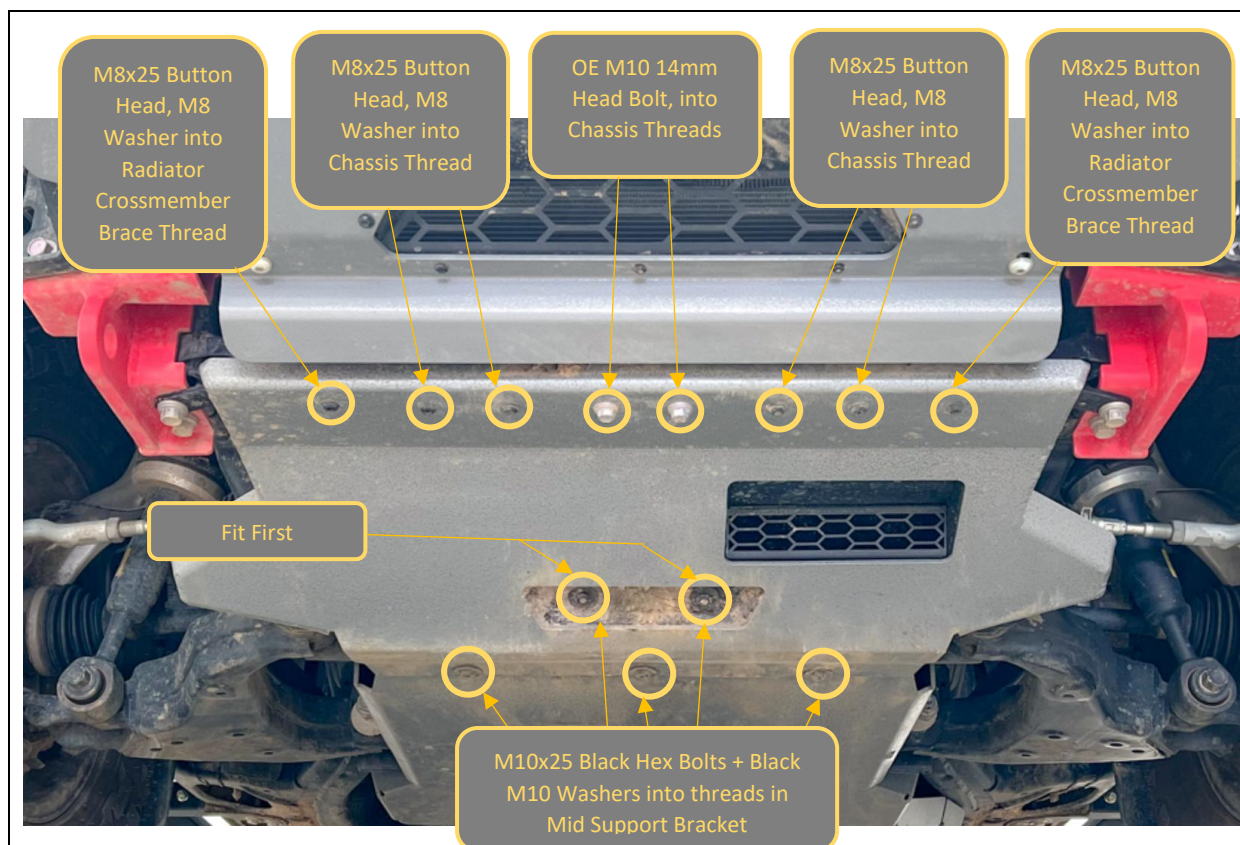 M8x25 Button
Head, M8
Washer into
Radiator
Crossmember
Brace Thread
M8x25 Button
Head, M8
Washer into
Chassis Thread
OE M10 14mm
Head Bolt, into
Chassis Threads
M8x25 Button
Head, M8
Washer into
Chassis Thread
M8x25 Button
Head, M8
Washer into
Radiator
Crossmember
Brace Thread
Fit First
M10x25 Black Hex Bolts + Black
M10 Washers into threads in
Mid Support Bracket